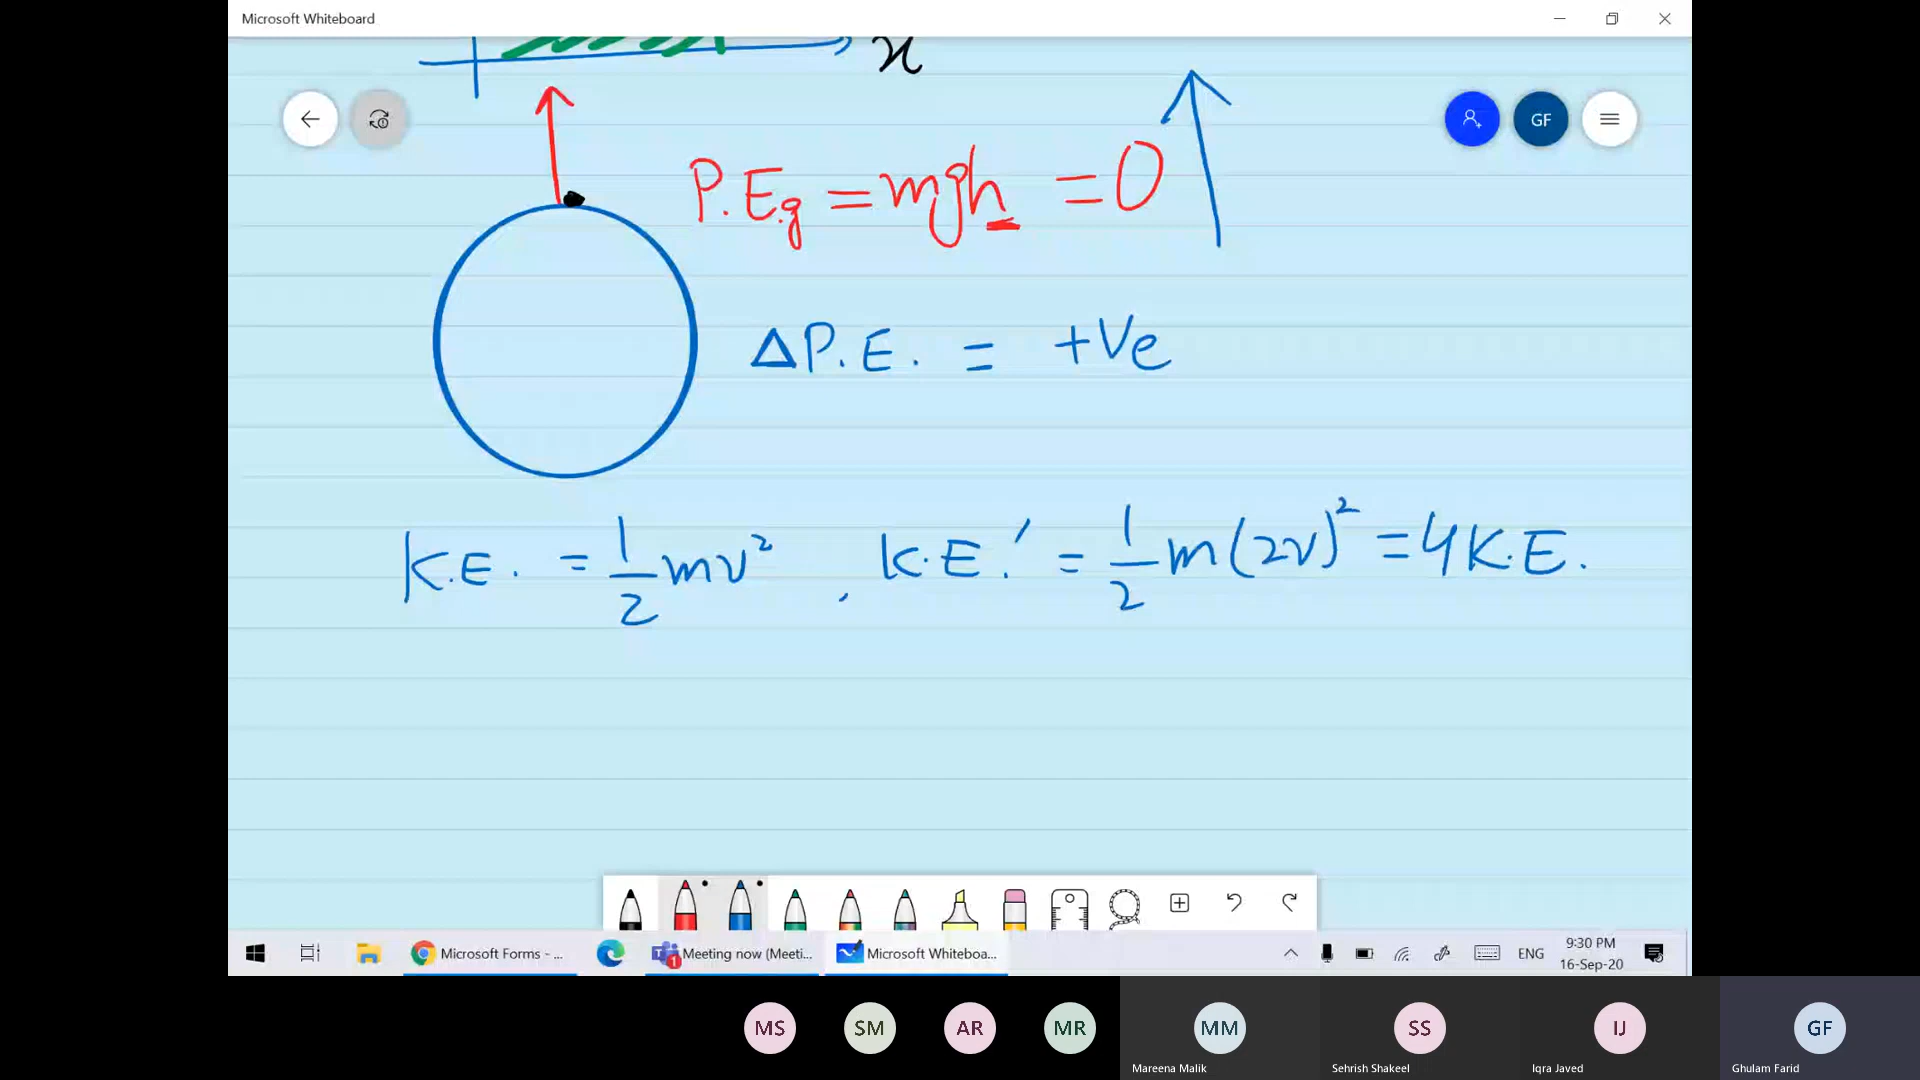 Microsoft Whiteboard
x
GF
P.E.g = mgh = 0
ΔP.E. = +Ve
K.E. = 1/2 mv², K.E.' = 1/2 m(2v)² = 4K.E.
Microsoft Forms - ...
1
Meeting now (Meeti...
Microsoft Whiteboa...
ENG
9:30 PM
16-Sep-20
MS
SM
AR
MR
MM
SS
IJ
GF
Mareena Malik
Sehrish Shakeel
Iqra Javed
Ghulam Farid